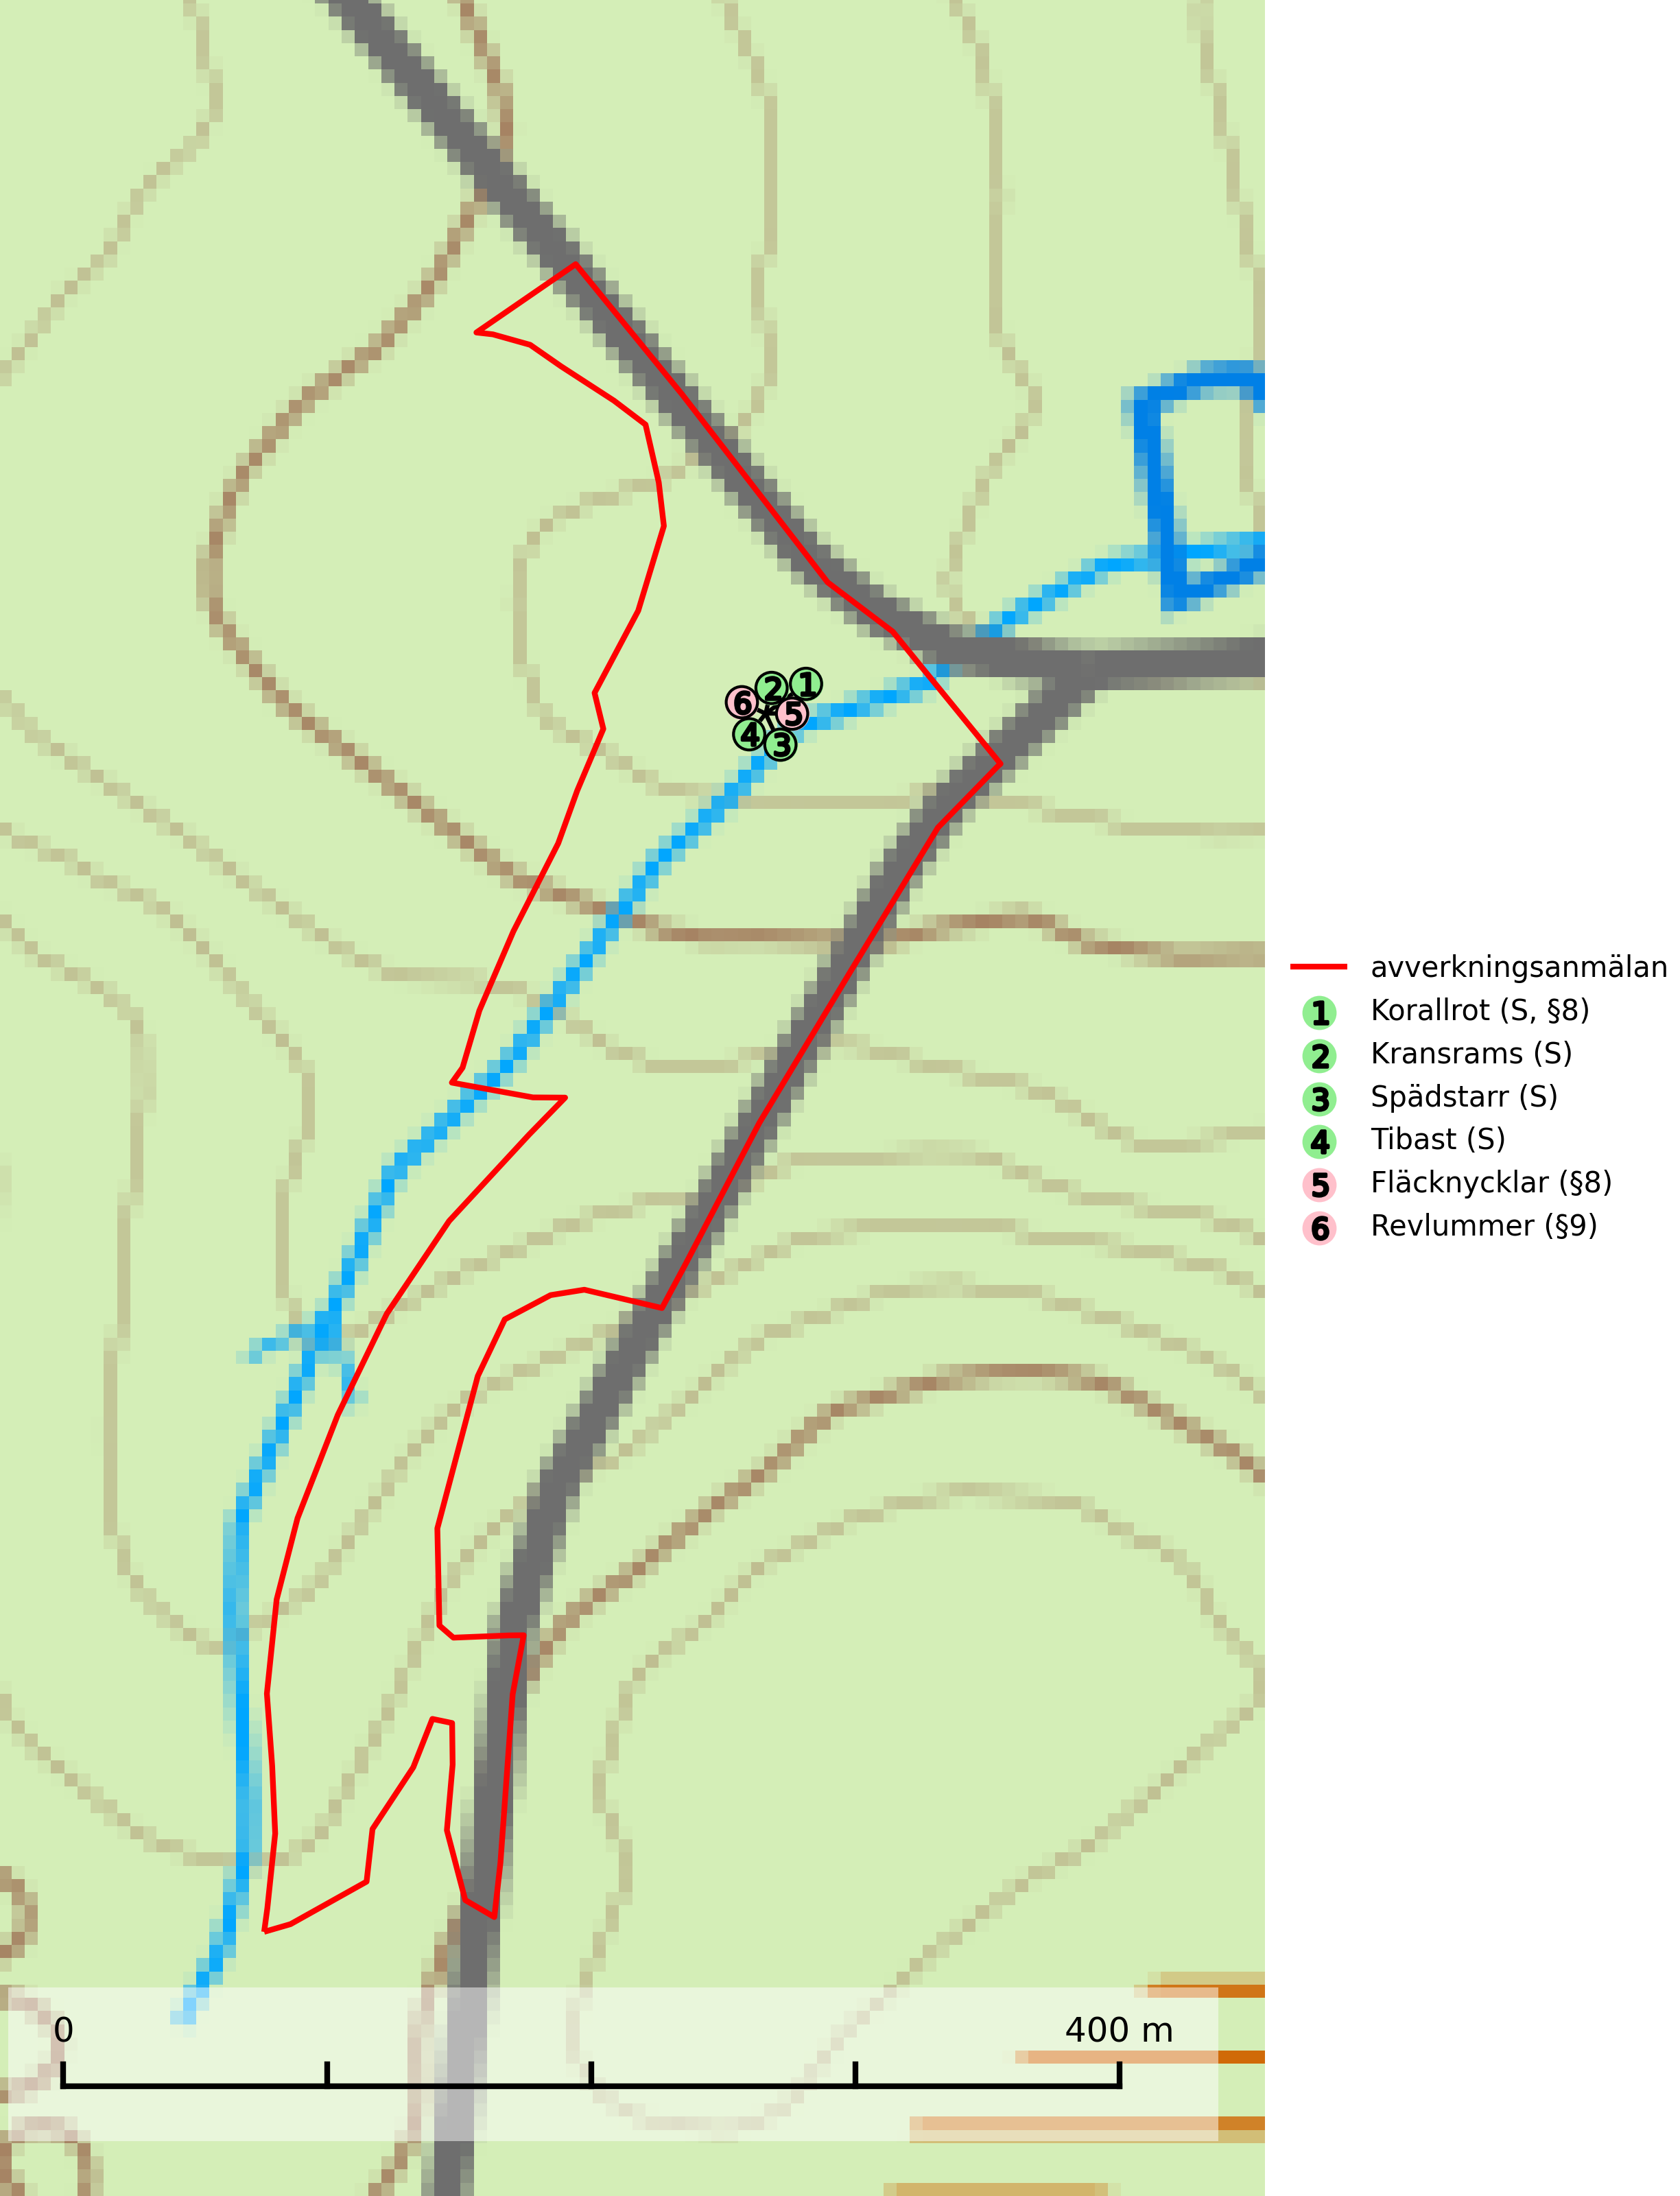 2 1
6 5
4 3
avverkningsanmälan
1 Korallrot (S, §8)
2 Kransrams (S)
3 Spädstarr (S)
4 Tibast (S)
5 Fläcknycklar (§8)
6 Revlummer (§9)
0 400 m